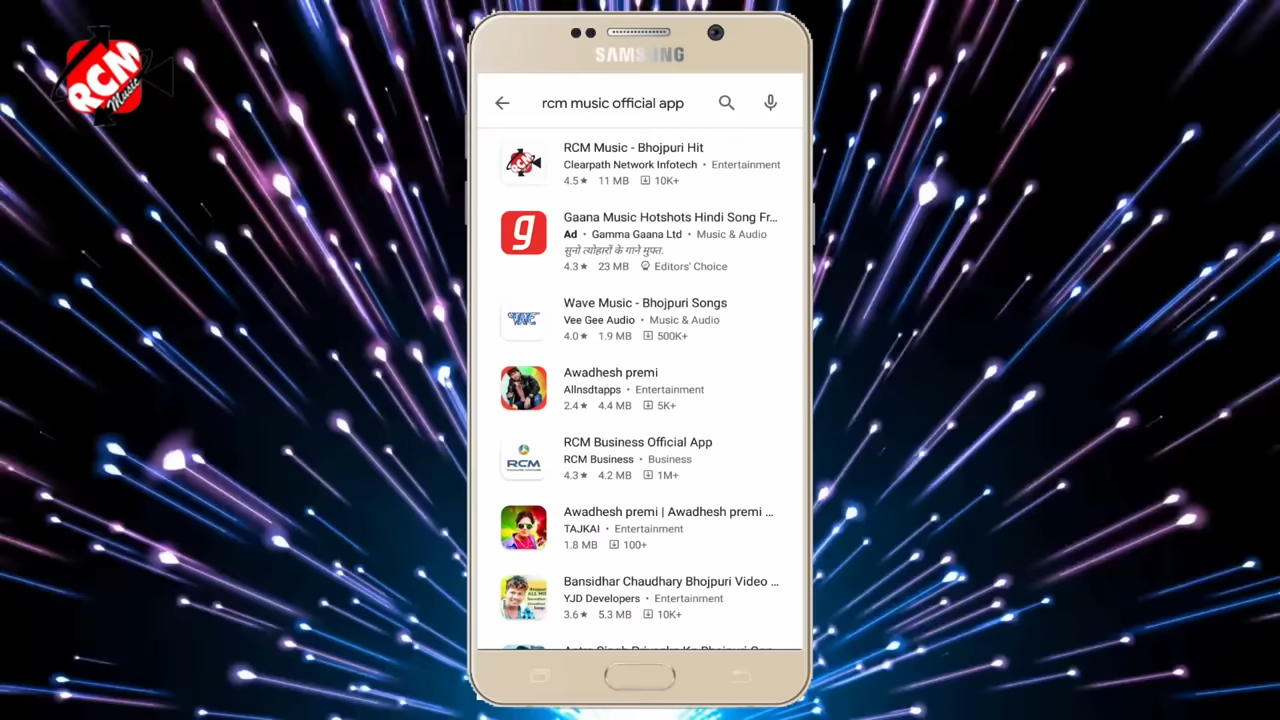 RCM
Music
SAMSUNG
rcm music official app
RCM Music - Bhojpuri Hit
Clearpath Network Infotech • Entertainment
4.5★ 11 MB 10K+
g
Gaana Music Hotshots Hindi Song Fr...
Ad • Gamma Gaana Ltd • Music & Audio
सुनो त्योहारों के गाने मुफ्त.
4.3★ 23 MB Editors' Choice
Wave Music - Bhojpuri Songs
Vee Gee Audio • Music & Audio
4.0★ 1.9 MB 500K+
Awadhesh premi
Allnsdtapps • Entertainment
2.4★ 4.4 MB 5K+
RCM
RCM Business Official App
RCM Business • Business
4.3★ 4.2 MB 1M+
Awadhesh premi | Awadhesh premi ...
TAJKAI • Entertainment
1.8 MB 100+
Bansidhar Chaudhary Bhojpuri Video ...
YJD Developers • Entertainment
3.6★ 5.3 MB 10K+